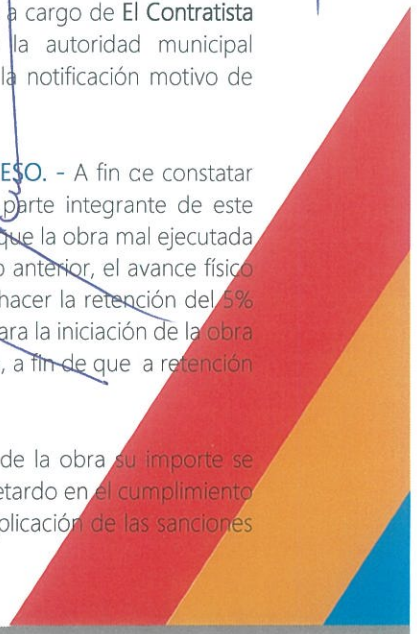 a cargo de El Contratista
la autoridad municipal
la notificación motivo de
ESO. - A fin de constatar
parte integrante de este
que la obra mal ejecutada
o anterior, el avance físico
hacer la retención del 5%
ara la iniciación de la obra
, a fin de que a retención
de la obra su importe se
etardo en el cumplimiento
plicación de las sanciones